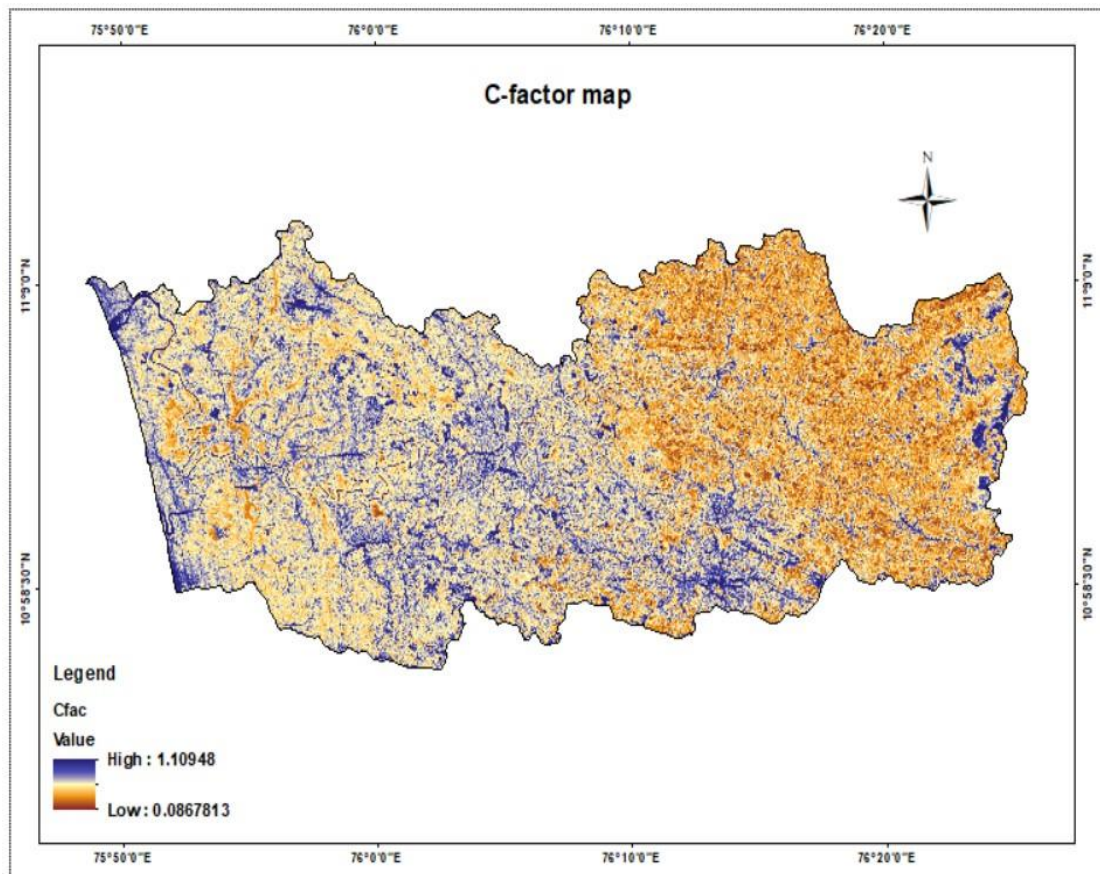 75°50'0"E 76°0'0"E 76°10'0"E 76°20'0"E
C-factor map
N
11°5'0"N 11°5'0"N
10°58'30"N 10°58'30"N
Legend
Cfac
Value
High : 1.10948
Low : 0.0867813
75°50'0"E 76°0'0"E 76°10'0"E 76°20'0"E